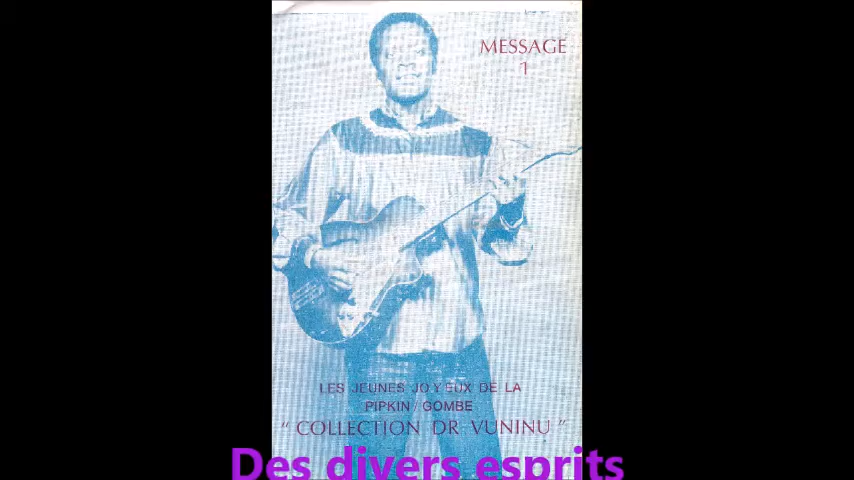 MESSAGE
1
LES JEUNES JOYEUX DE LA
PIPKIN / GOMBE
" COLLECTION DR VUNINU "
Des divers esprits